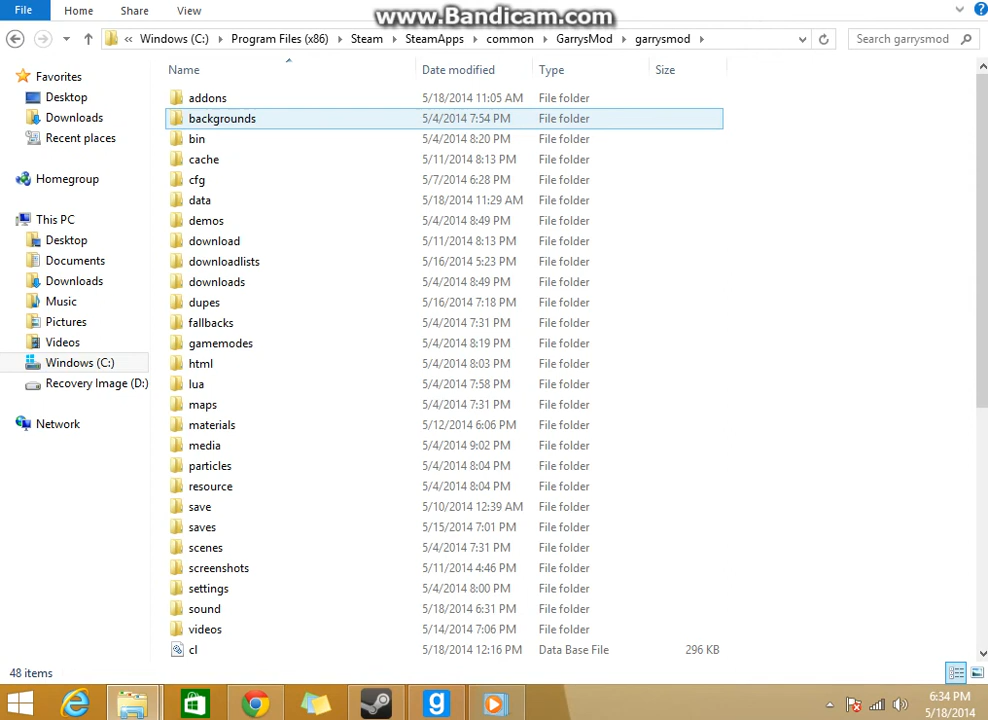 www.Bandicam.com
File Home Share View
« Windows (C:) Program Files (x86) Steam SteamApps common GarrysMod garrysmod Search garrysmod
Name Date modified Type Size
Favorites
Desktop
Downloads
Recent places
Homegroup
This PC
Desktop
Documents
Downloads
Music
Pictures
Videos
Windows (C:)
Recovery Image (D:)
Network
addons 5/18/2014 11:05 AM File folder
backgrounds 5/4/2014 7:54 PM File folder
bin 5/4/2014 8:20 PM File folder
cache 5/11/2014 8:13 PM File folder
cfg 5/7/2014 6:28 PM File folder
data 5/18/2014 11:29 AM File folder
demos 5/4/2014 8:49 PM File folder
download 5/11/2014 8:13 PM File folder
downloadlists 5/16/2014 5:23 PM File folder
downloads 5/4/2014 8:49 PM File folder
dupes 5/16/2014 7:18 PM File folder
fallbacks 5/4/2014 7:31 PM File folder
gamemodes 5/4/2014 8:19 PM File folder
html 5/4/2014 8:03 PM File folder
lua 5/4/2014 7:58 PM File folder
maps 5/4/2014 7:31 PM File folder
materials 5/12/2014 6:06 PM File folder
media 5/4/2014 9:02 PM File folder
particles 5/4/2014 8:04 PM File folder
resource 5/4/2014 8:04 PM File folder
save 5/10/2014 12:39 AM File folder
saves 5/15/2014 7:01 PM File folder
scenes 5/4/2014 7:31 PM File folder
screenshots 5/11/2014 4:46 PM File folder
settings 5/4/2014 8:00 PM File folder
sound 5/18/2014 6:31 PM File folder
videos 5/14/2014 7:06 PM File folder
cl 5/18/2014 12:16 PM Data Base File 296 KB
48 items
6:34 PM
5/18/2014